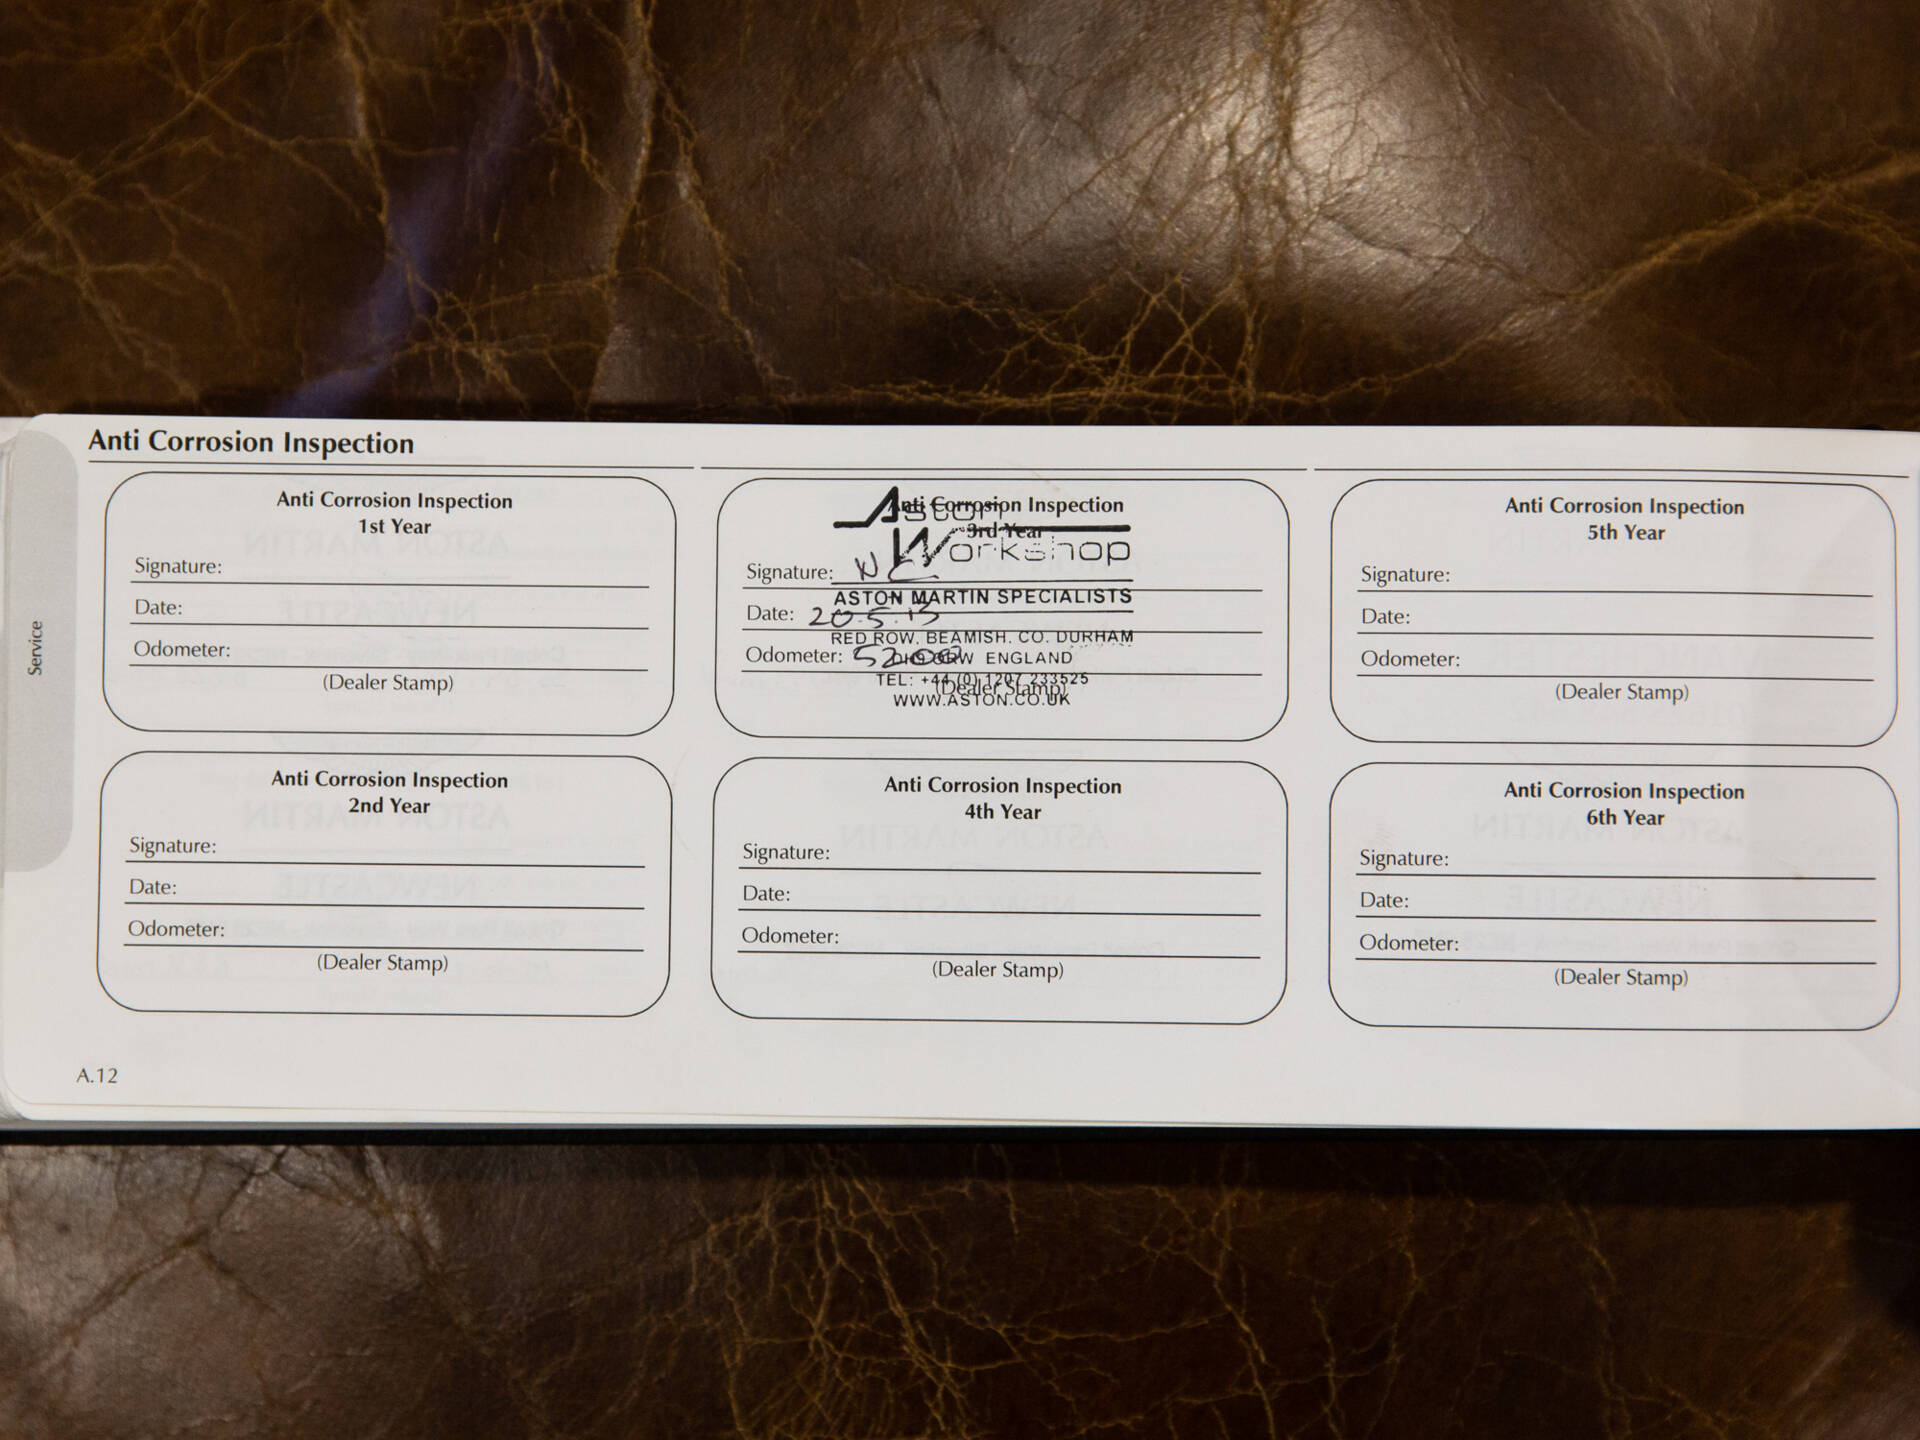 Anti Corrosion Inspection
Service
Anti Corrosion Inspection
1st Year
Signature:
Date:
Odometer:
(Dealer Stamp)
Anti Corrosion Inspection
2nd Year
Signature:
Date:
Odometer:
(Dealer Stamp)
Anti Corrosion Inspection
3rd Year
Aston
Workshop
Signature:
ASTON MARTIN SPECIALISTS
Date: 20.5.13
RED ROW. BEAMISH. CO. DURHAM
Odometer: 5200
ENGLAND
TEL: +44 (0) 1207 233525
(Dealer Stamp)
WWW.ASTON.CO.UK
Anti Corrosion Inspection
4th Year
Signature:
Date:
Odometer:
(Dealer Stamp)
Anti Corrosion Inspection
5th Year
Signature:
Date:
Odometer:
(Dealer Stamp)
Anti Corrosion Inspection
6th Year
Signature:
Date:
Odometer:
(Dealer Stamp)
A.12